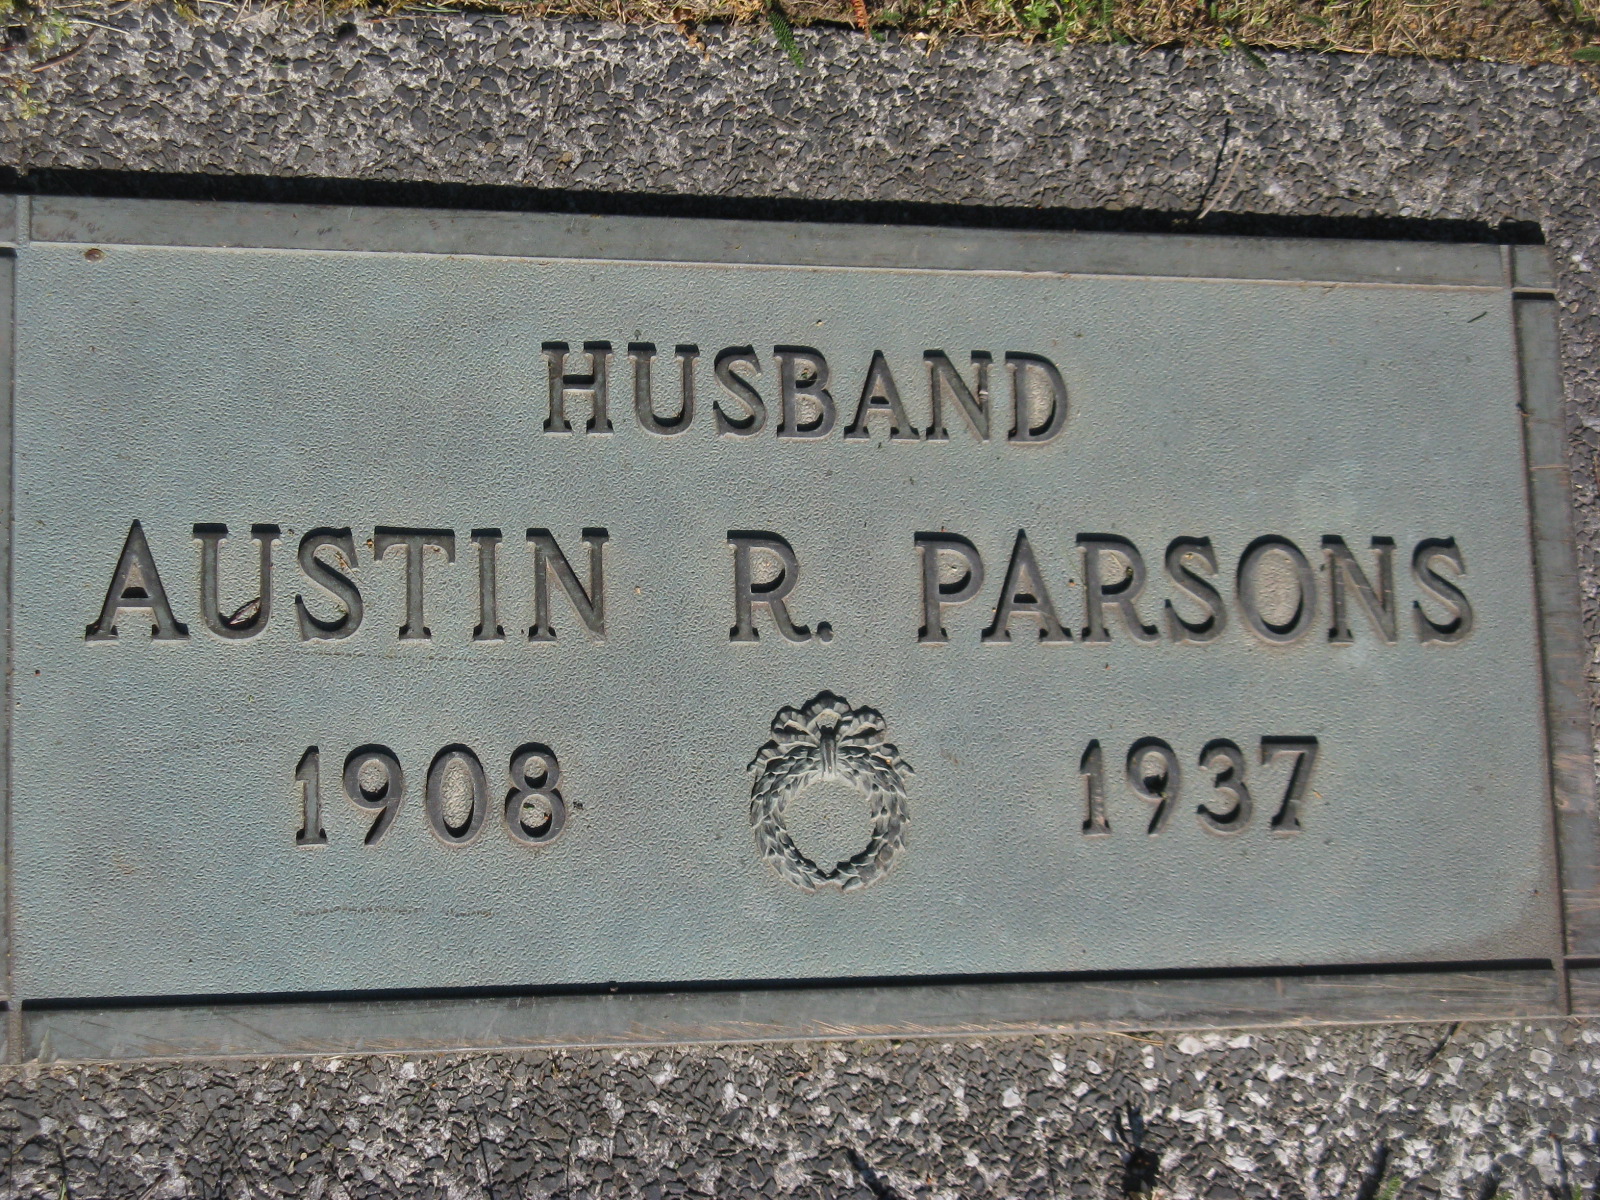 HUSBAND
AUSTIN R. PARSONS
1908 1937